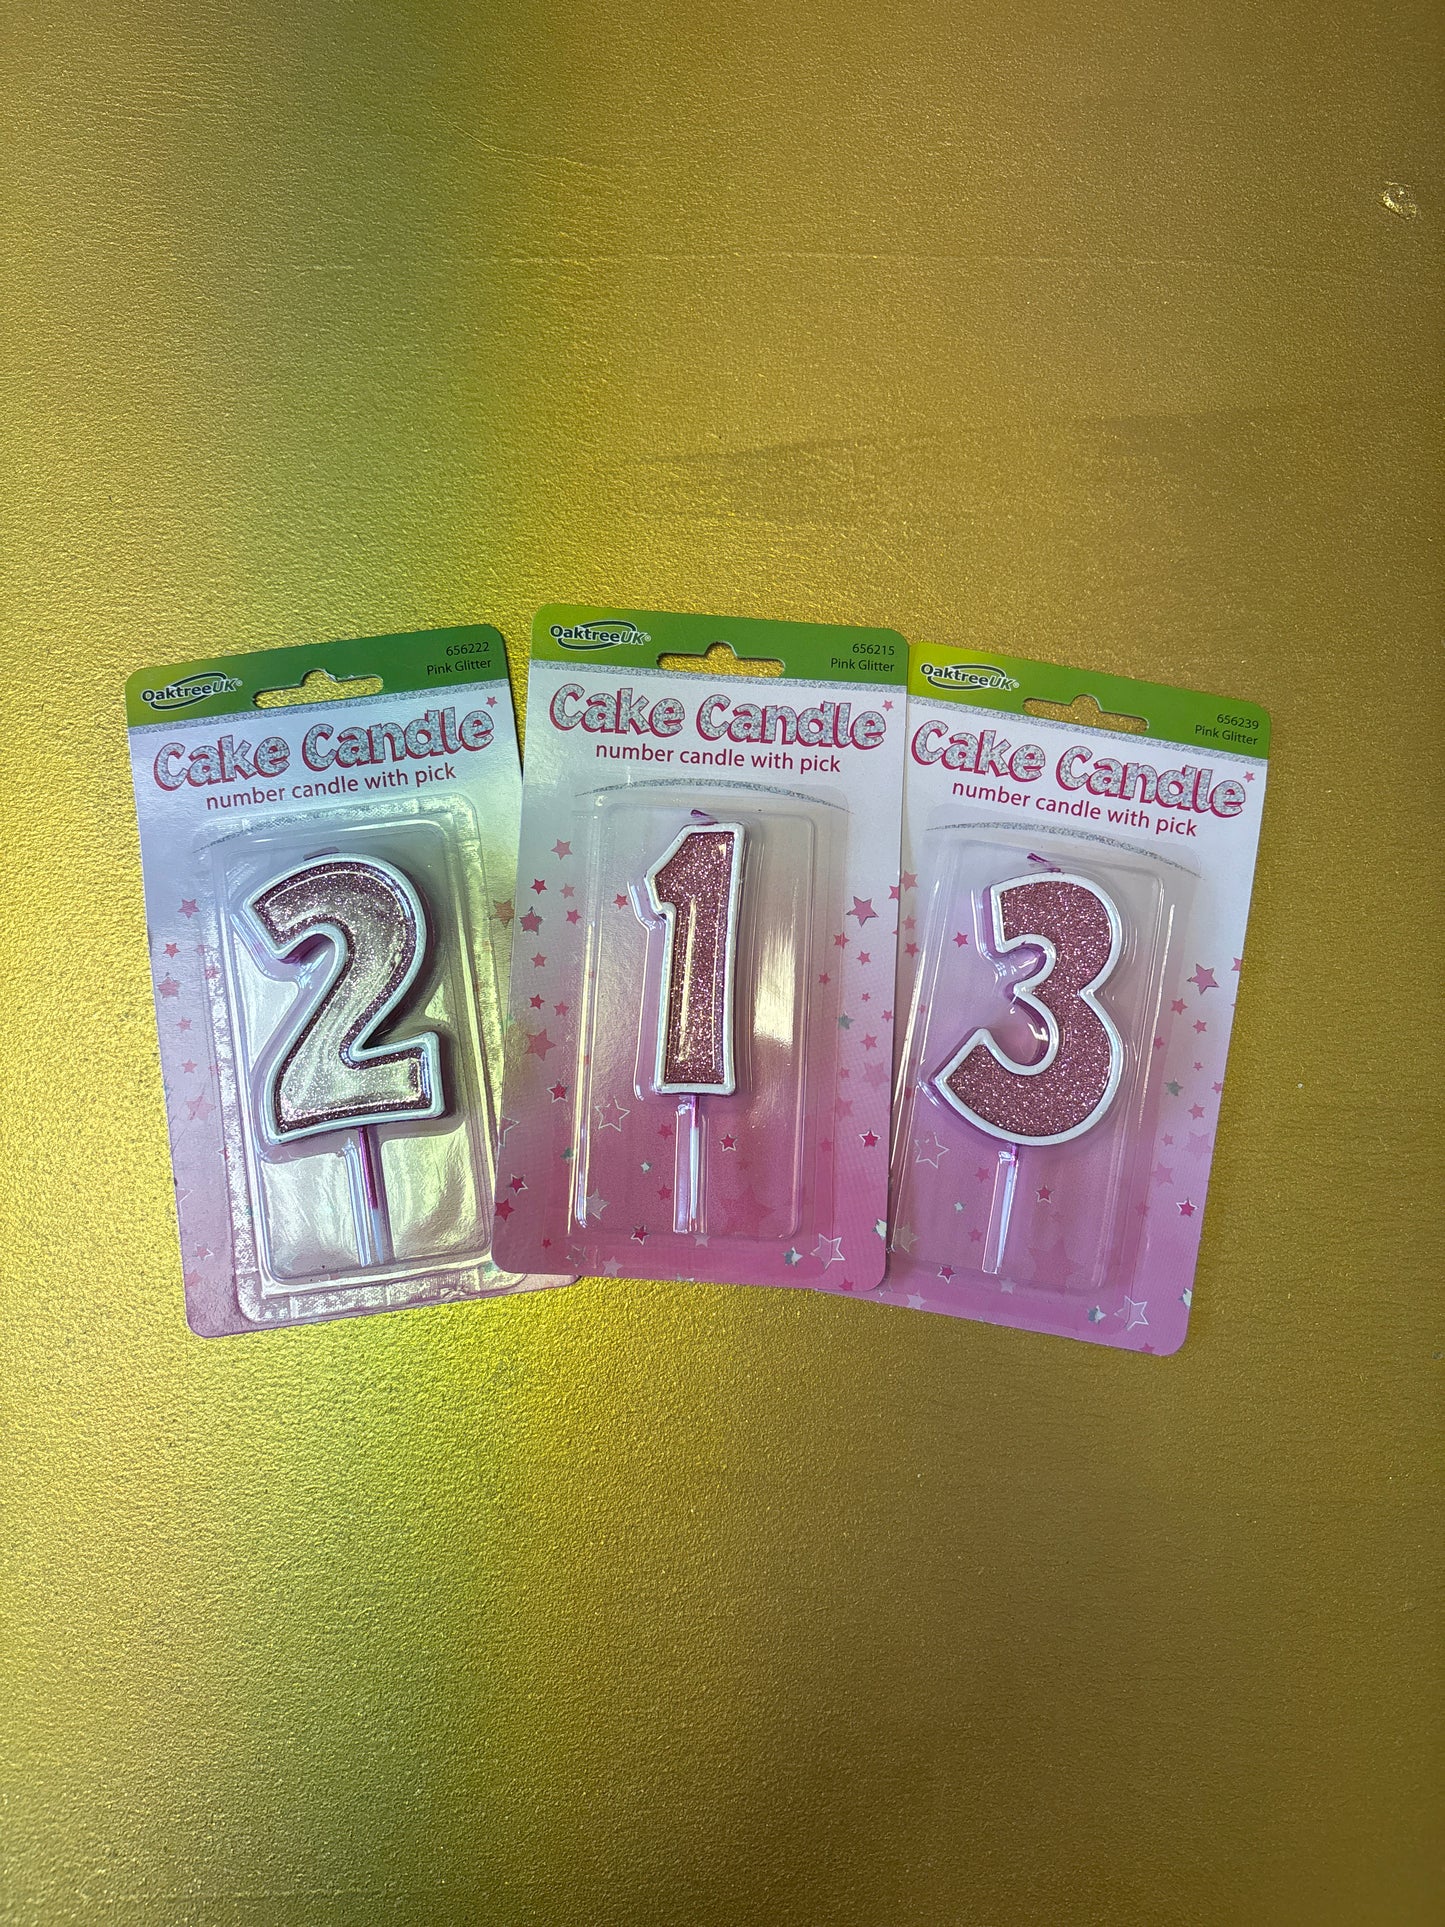 OaktreeUK®
656222
Pink Glitter
Cake Candle
number candle with pick
2
OaktreeUK®
656215
Pink Glitter
Cake Candle
number candle with pick
1
OaktreeUK®
656239
Pink Glitter
Cake Candle
number candle with pick
3